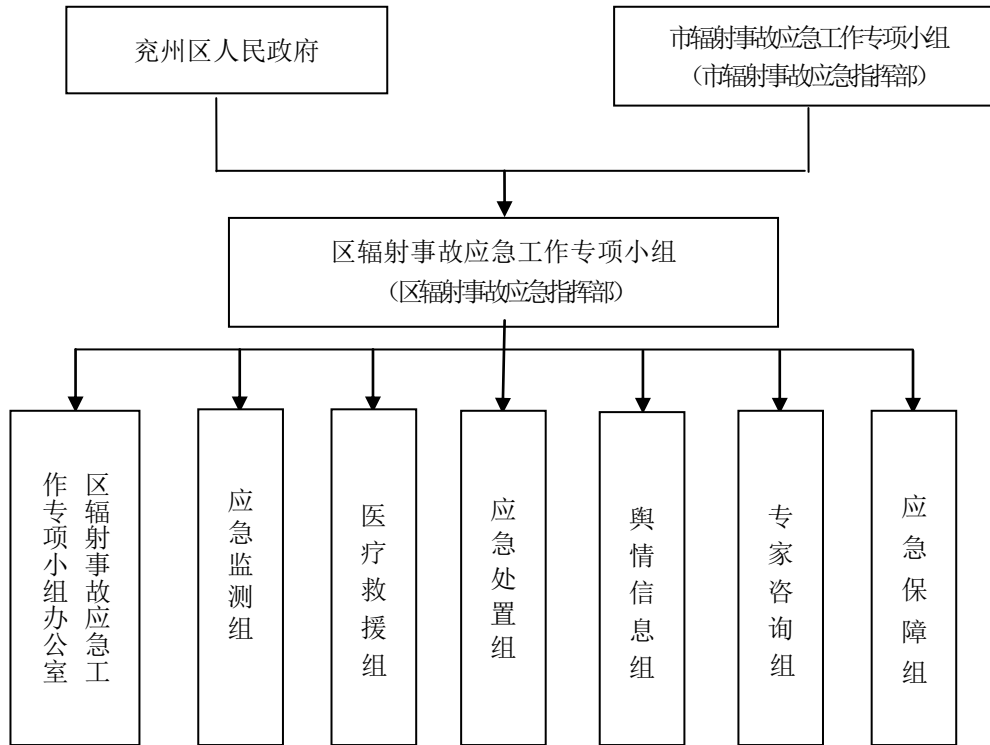 兖州区人民政府
市辐射事故应急工作专项小组
（市辐射事故应急指挥部）
区辐射事故应急工作专项小组
（区辐射事故应急指挥部）
区辐射事故应急工
作专项小组办公室
应急监测组
医疗救援组
应急处置组
舆情信息组
专家咨询组
应急保障组